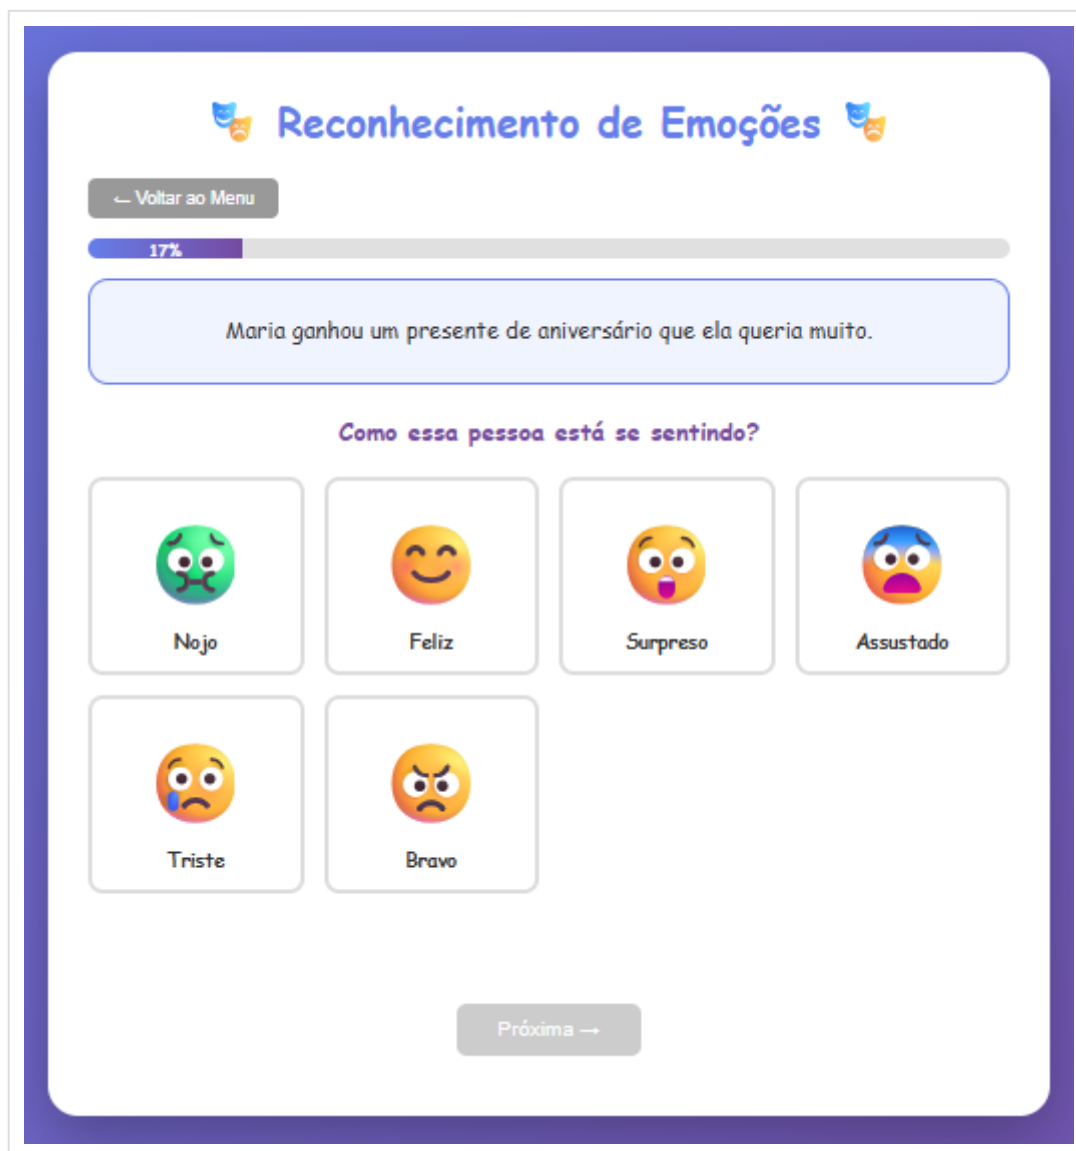 Reconhecimento de Emoções
← Voltar ao Menu
17%
Maria ganhou um presente de aniversário que ela queria muito.
Como essa pessoa está se sentindo?
Nojo
Feliz
Surpreso
Assustado
Triste
Bravo
Próxima →